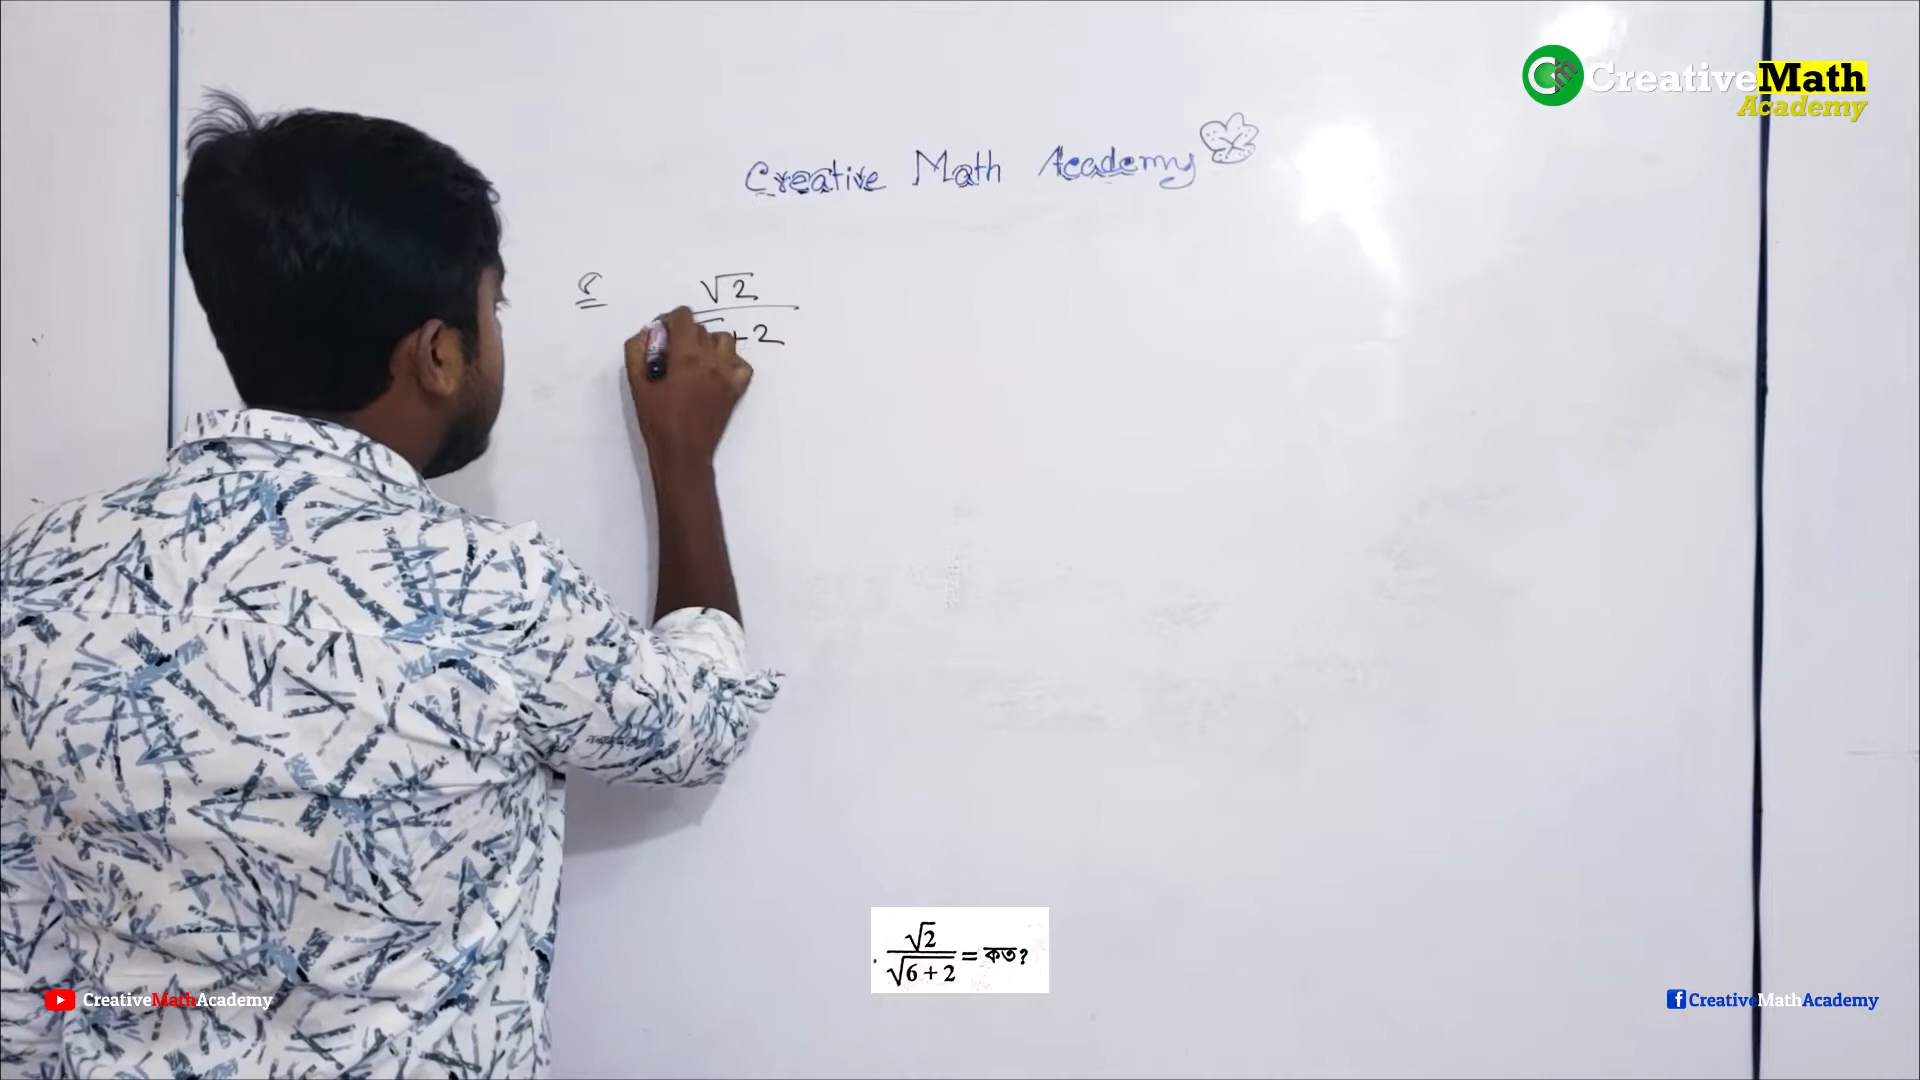 CreativeMath
Academy
Creative Math Academy
√2
+2
√2
√6 + 2 = কত?
CreativeMathAcademy
CreativeMathAcademy